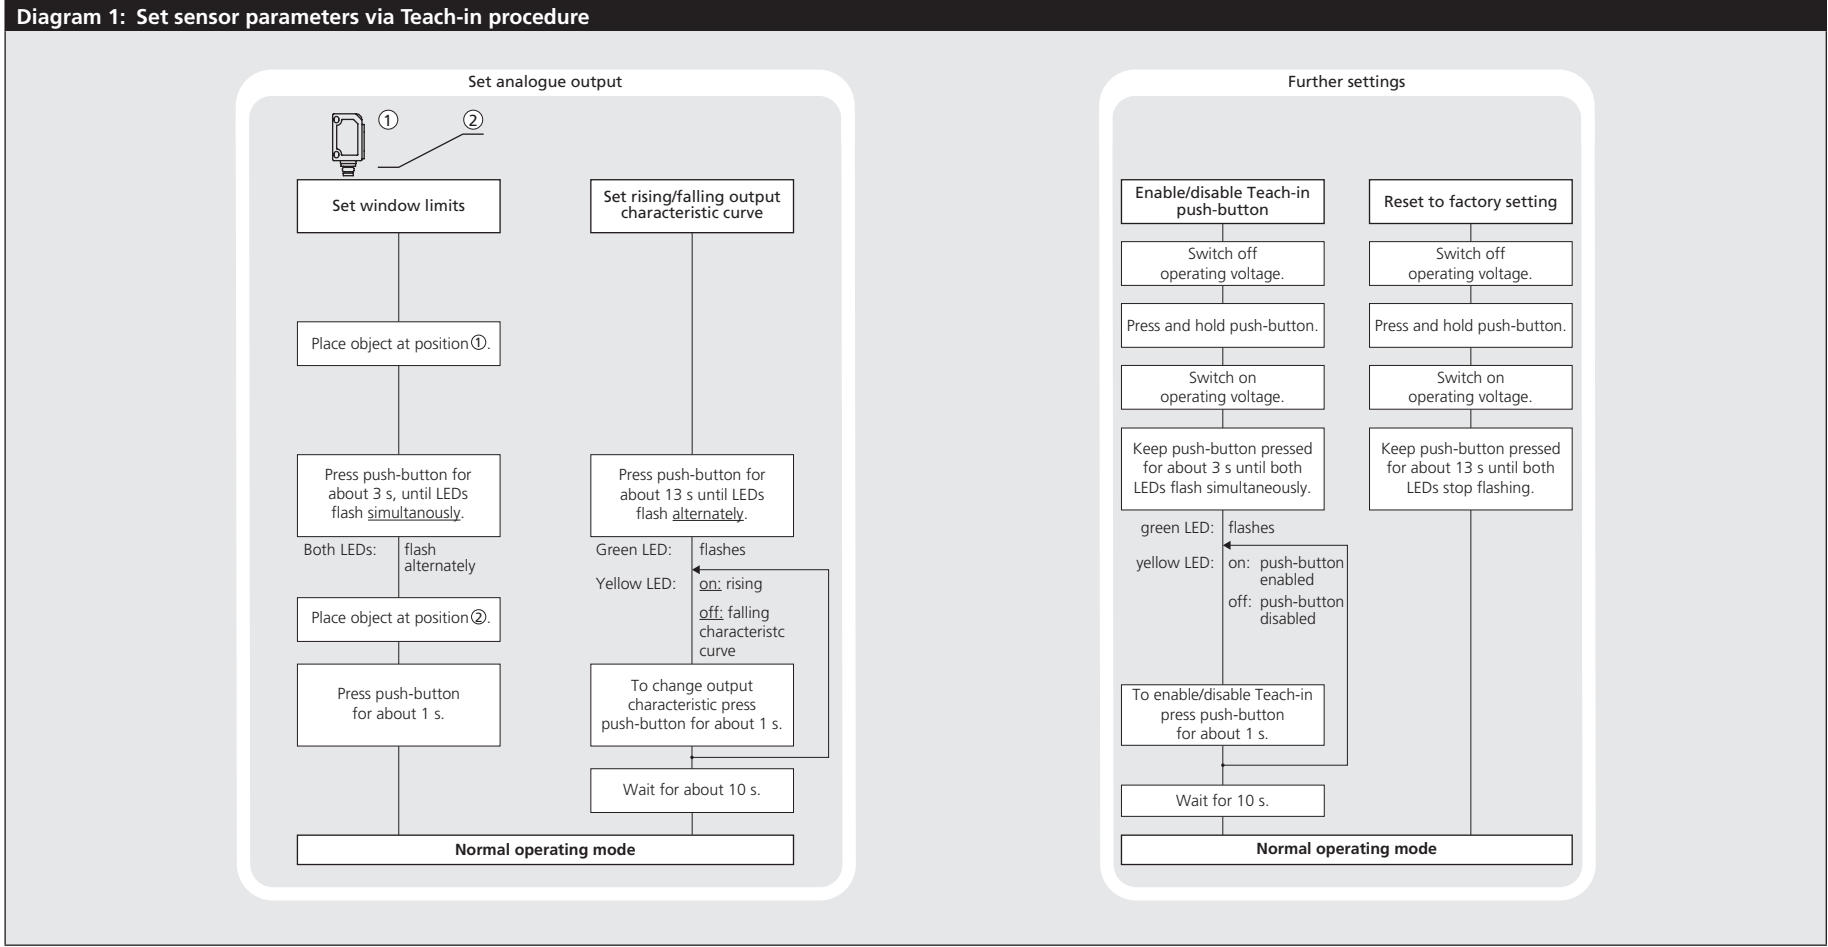 Diagram 1: Set sensor parameters via Teach-in procedure
Set analogue output
① ②
Set window limits
Place object at position ①.
Press push-button for
about 3 s, until LEDs
flash simultanously.
Both LEDs: flash
alternately
Place object at position ②.
Press push-button
for about 1 s.
Set rising/falling output
characteristic curve
Press push-button for
about 13 s until LEDs
flash alternately.
Green LED: flashes
Yellow LED: on: rising
off: falling
characteristc
curve
To change output
characteristic press
push-button for about 1 s.
Wait for about 10 s.
Normal operating mode
Further settings
Enable/disable Teach-in
push-button
Switch off
operating voltage.
Press and hold push-button.
Switch on
operating voltage.
Keep push-button pressed
for about 3 s until both
LEDs flash simultaneously.
green LED: flashes
yellow LED: on: push-button
enabled
off: push-button
disabled
To enable/disable Teach-in
press push-button
for about 1 s.
Wait for 10 s.
Reset to factory setting
Switch off
operating voltage.
Press and hold push-button.
Switch on
operating voltage.
Keep push-button pressed
for about 13 s until both
LEDs stop flashing.
Normal operating mode